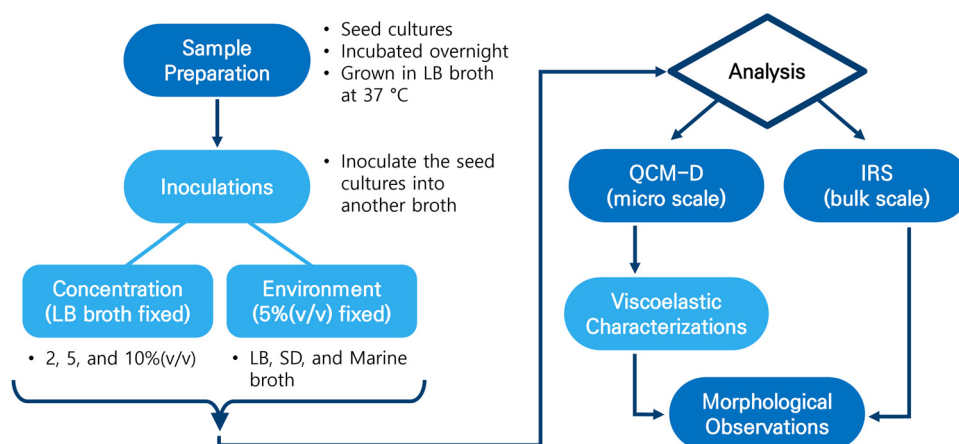 Sample
Preparation
• Seed cultures
• Incubated overnight
• Grown in LB broth
at 37 °C
Inoculations
• Inoculate the seed
cultures into
another broth
Concentration
(LB broth fixed)
Environment
(5%(v/v) fixed)
• 2, 5, and 10%(v/v)
• LB, SD, and Marine
broth
Analysis
QCM-D
(micro scale)
IRS
(bulk scale)
Viscoelastic
Characterizations
Morphological
Observations